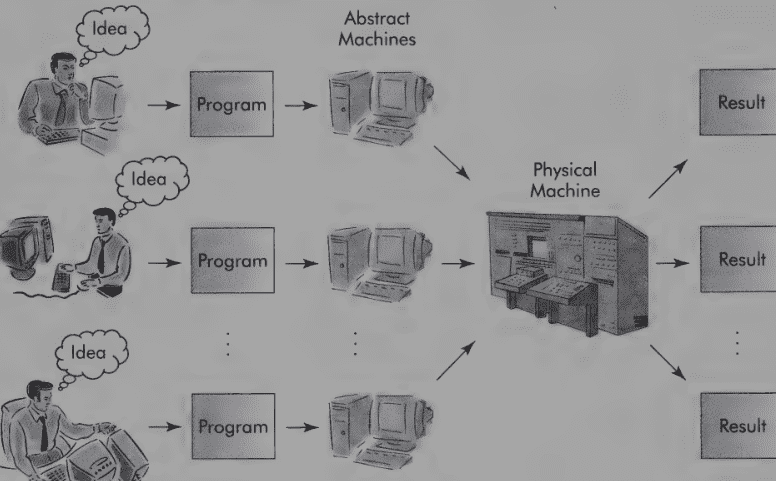 Idea
Program
Abstract
Machines
Result
Idea
Program
Physical
Machine
Result
Idea
Program
Result